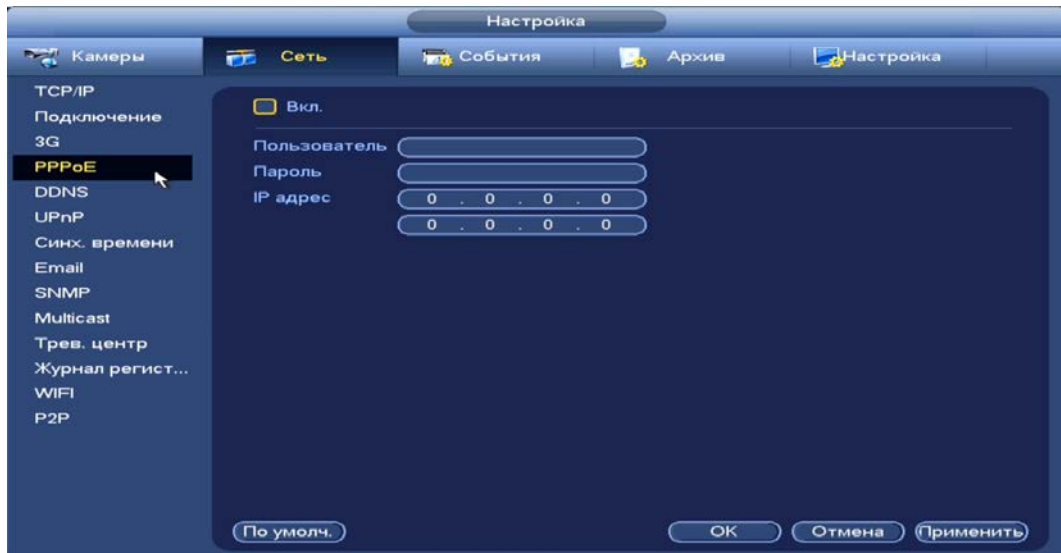 Настройка
Камеры Сеть События Архив Настройка
TCP/IP
Подключение
3G
PPPoE
DDNS
UPnP
Синх. времени
Email
SNMP
Multicast
Трев. центр
Журнал регист...
WIFI
P2P
Вкл.
Пользователь
Пароль
IP адрес 0 . 0 . 0 . 0
0 . 0 . 0 . 0
По умолч. OK Отмена Применить